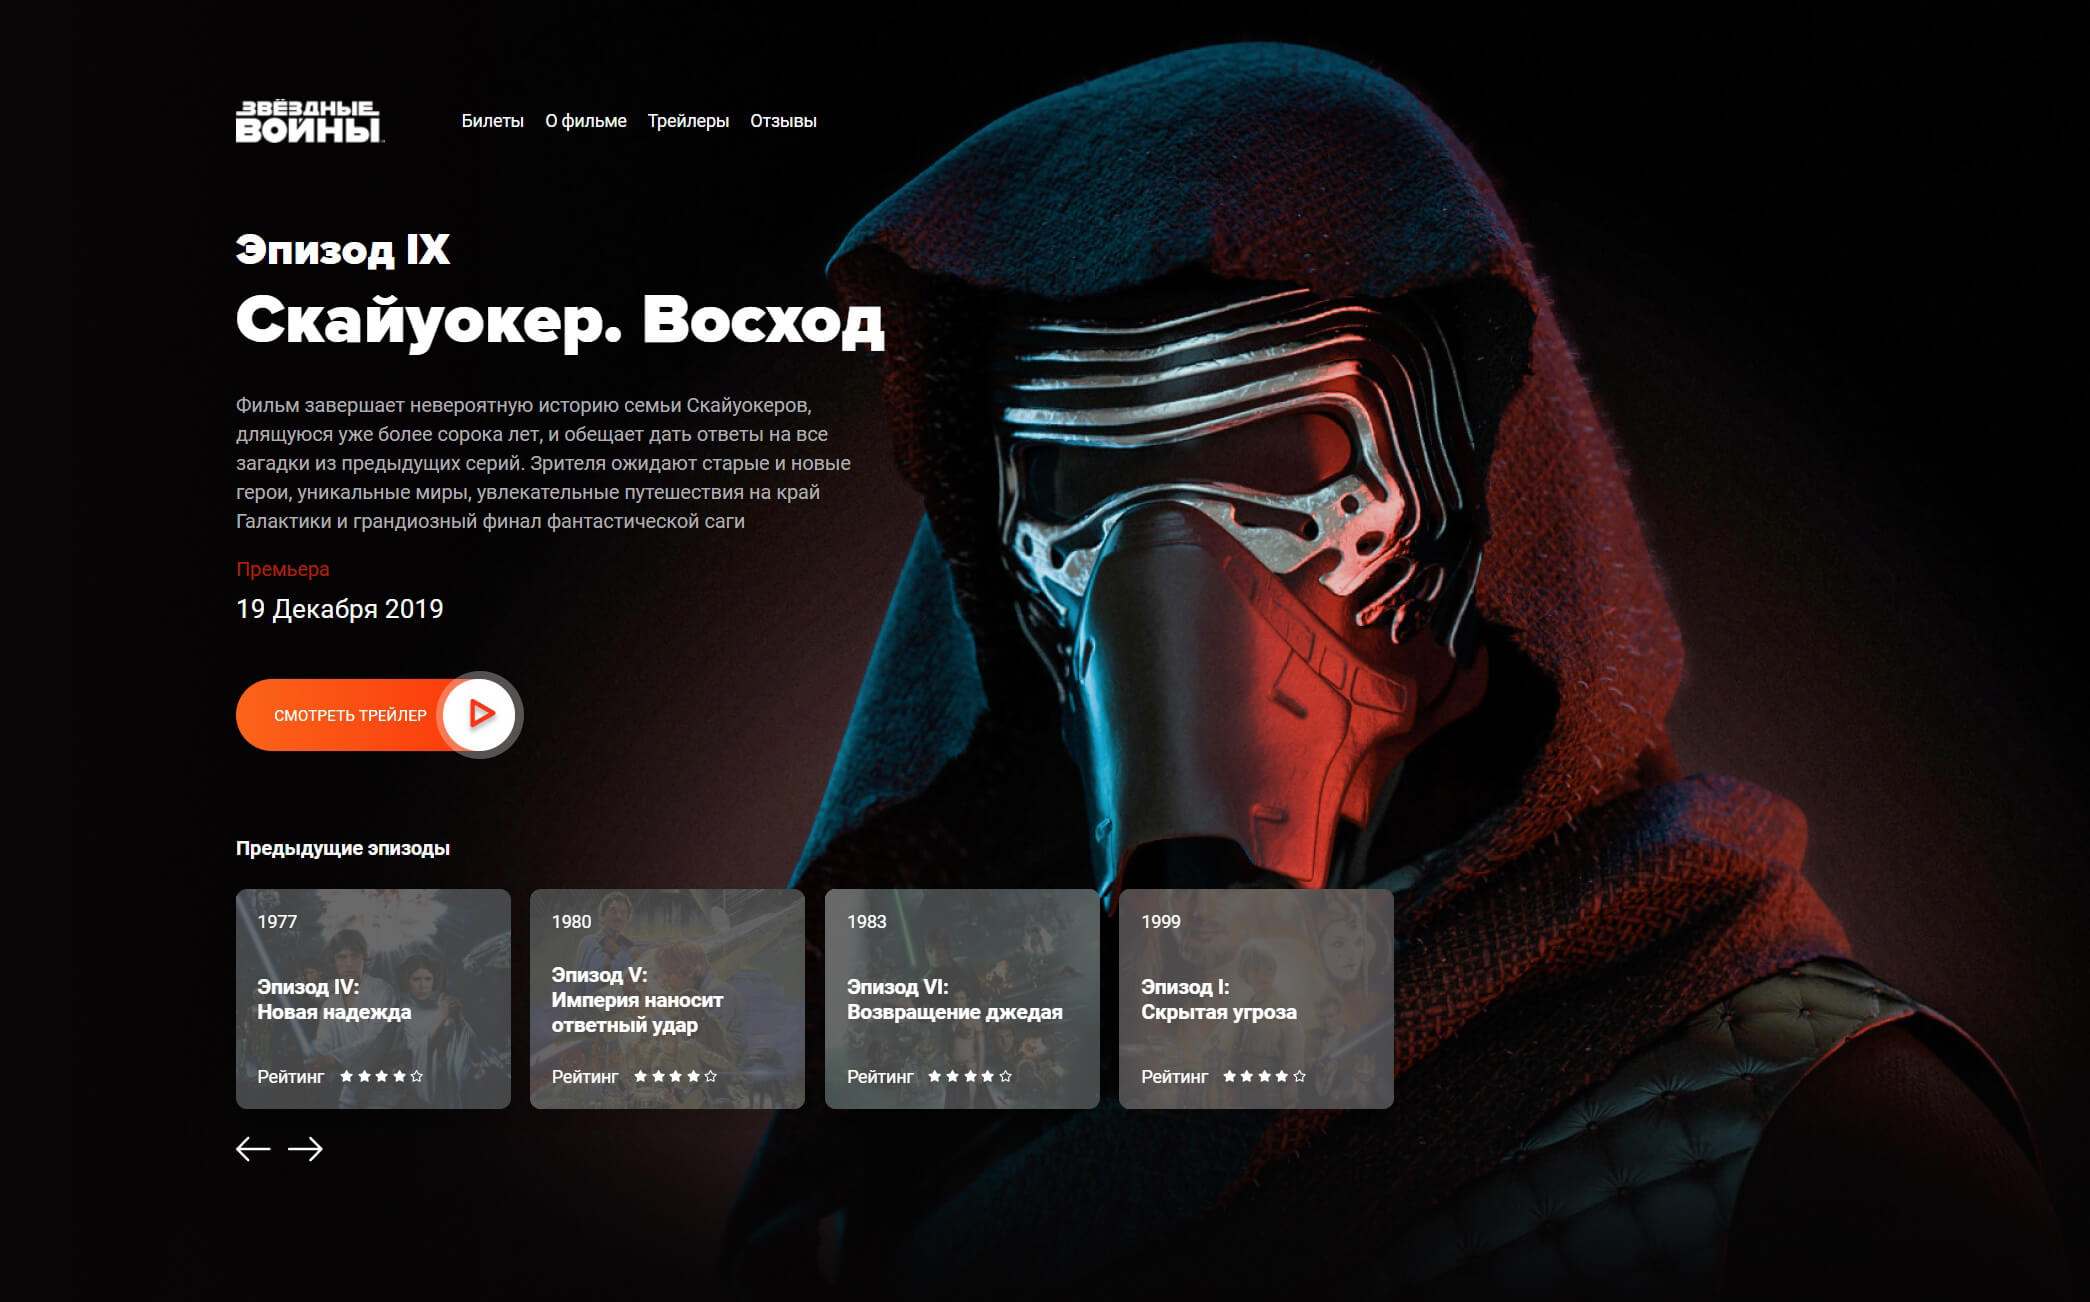 ЗВЁЗДНЫЕ
ВОЙНЫ
Билеты О фильме Трейлеры Отзывы
Эпизод IX
Скайуокер. Восход
Фильм завершает невероятную историю семьи Скайуокеров,
длящуюся уже более сорока лет, и обещает дать ответы на все
загадки из предыдущих серий. Зрителя ожидают старые и новые
герои, уникальные миры, увлекательные путешествия на край
Галактики и грандиозный финал фантастической саги
Премьера
19 Декабря 2019
СМОТРЕТЬ ТРЕЙЛЕР
Предыдущие эпизоды
1977
Эпизод IV:
Новая надежда
Рейтинг
1980
Эпизод V:
Империя наносит
ответный удар
Рейтинг
1983
Эпизод VI:
Возвращение джедая
Рейтинг
1999
Эпизод I:
Скрытая угроза
Рейтинг